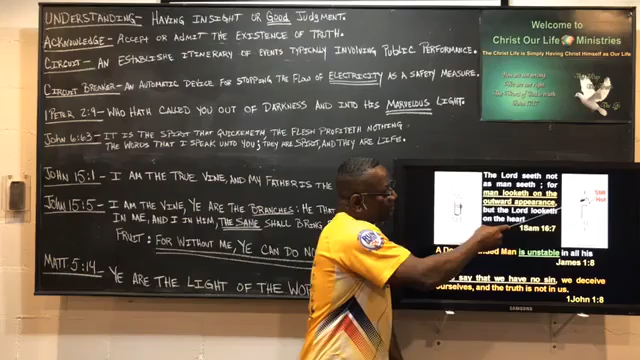 UNDERSTANDING- HAVING INSIGHT OR GOOD JUDGMENT.
ACKNOWLEDGE- ACCEPT OR ADMIT THE EXISTENCE OF TRUTH.
CIRCUIT- AN ESTABLISHE ITINERARY OF EVENTS TYPICALLY INVOLVING PUBLIC PERFORMANCE.
CIRCUIT BREAKER- AN AUTOMATIC DEVICE FOR STOPPING THE FLOW OF ELECTRICITY AS A SAFETY MEASURE.
1 PETER 2:9- WHO HATH CALLED YOU OUT OF DARKNESS AND INTO HIS MARVELOUS LIGHT.
JOHN 6:63- IT IS THE SPIRIT THAT QUICKENETH THE FLESH PROFITETH NOTHING:
THE WORDS THAT I SPEAK UNTO YOU; THEY ARE SPIRIT, AND THEY ARE LIFE.
JOHN 15:1- I AM THE TRUE VINE, AND MY FATHER IS THE
JOHN 15:5- I AM THE VINE, YE ARE THE BRANCHES: HE THAT
IN ME, AND I IN HIM, THE SANE SHALL BRING
FRUIT: FOR WITHOUT ME, YE CAN DO
MATT 5:14- YE ARE THE LIGHT OF THE
Welcome to
Christ Our Life Ministries
The Christ Life is Simply Having Christ Himself as Our Life
The Lord seeth not
as man seeth ; for
man looketh on the
outward appearance,
but the Lord looketh
on the heart
1Sam 16:7
Man is unstable in all his
James 1:8
say that we have no sin, we deceive
ourselves, and the truth is not in us.
1John 1:8
SAMSUNG